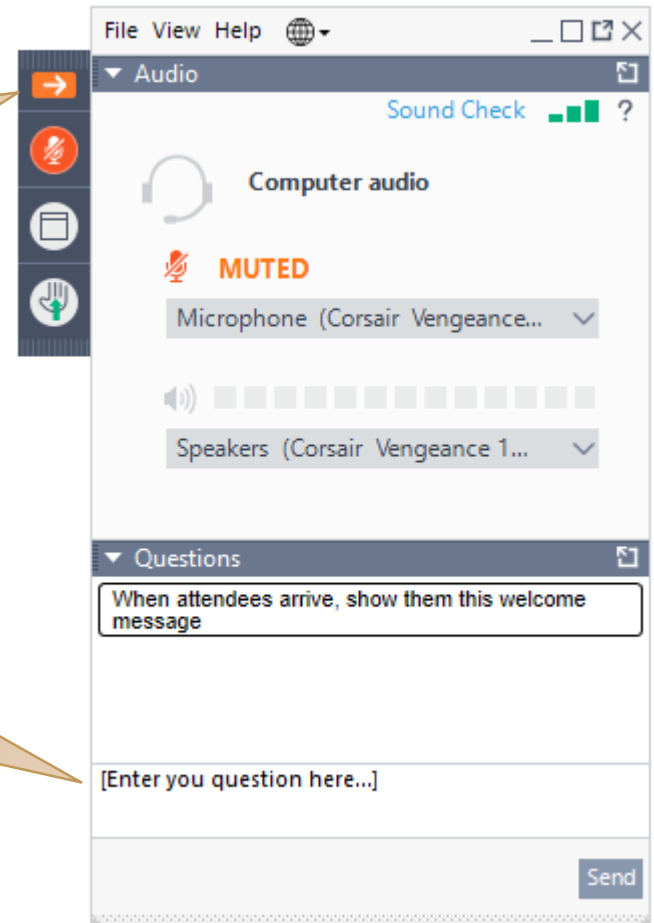 File View Help
Audio
Sound Check ?
Computer audio
MUTED
Microphone (Corsair Vengeance...
Speakers (Corsair Vengeance 1...
Questions
When attendees arrive, show them this welcome
message
[Enter you question here...]
Send